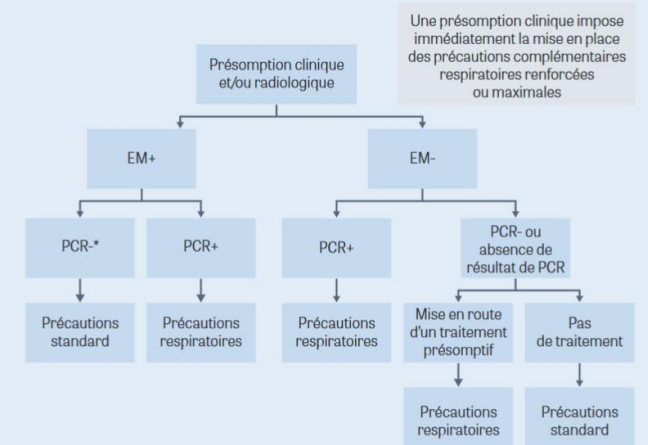 Une présomption clinique impose
immédiatement la mise en place
des précautions complémentaires
respiratoires renforcées
ou maximales
Présomption clinique
et/ou radiologique
EM+
EM-
PCR-*
PCR+
PCR+
PCR- ou
absence de
résultat de PCR
Précautions
standard
Précautions
respiratoires
Précautions
respiratoires
Mise en route
d'un traitement
présomptif
Pas
de traitement
Précautions
respiratoires
Précautions
standard